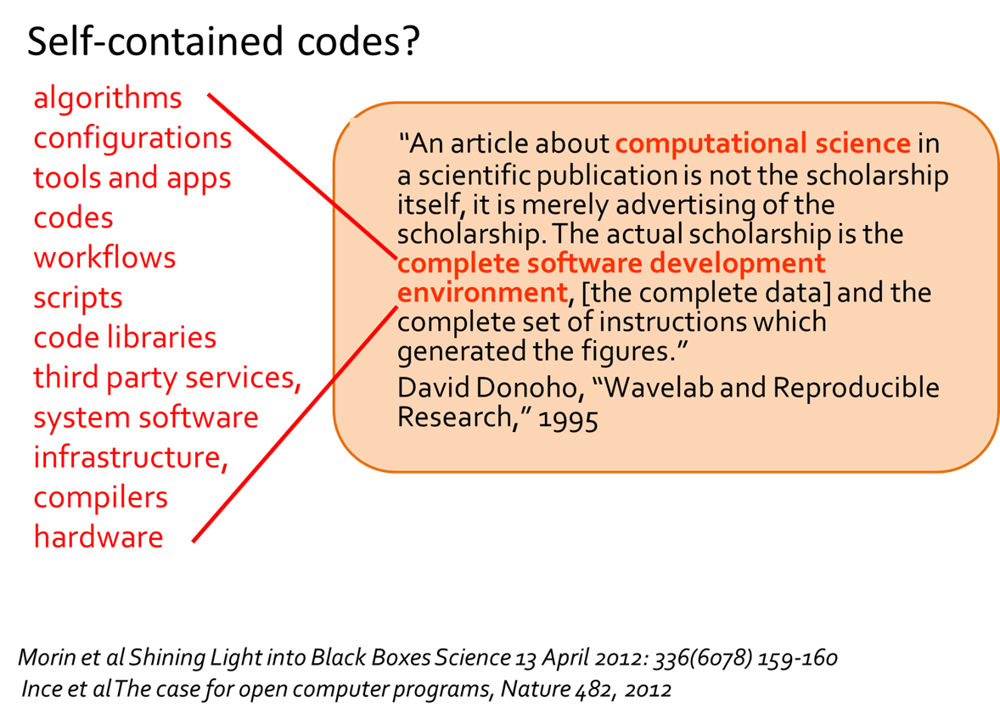 Self-contained codes?
algorithms
configurations
tools and apps
codes
workflows
scripts
code libraries
third party services,
system software
infrastructure,
compilers
hardware
“An article about computational science in
a scientific publication is not the scholarship
itself, it is merely advertising of the
scholarship. The actual scholarship is the
complete software development
environment, [the complete data] and the
complete set of instructions which
generated the figures.”
David Donoho, “Wavelab and Reproducible
Research,” 1995
Morin et al Shining Light into Black Boxes Science 13 April 2012: 336(6078) 159-160
Ince et al The case for open computer programs, Nature 482, 2012